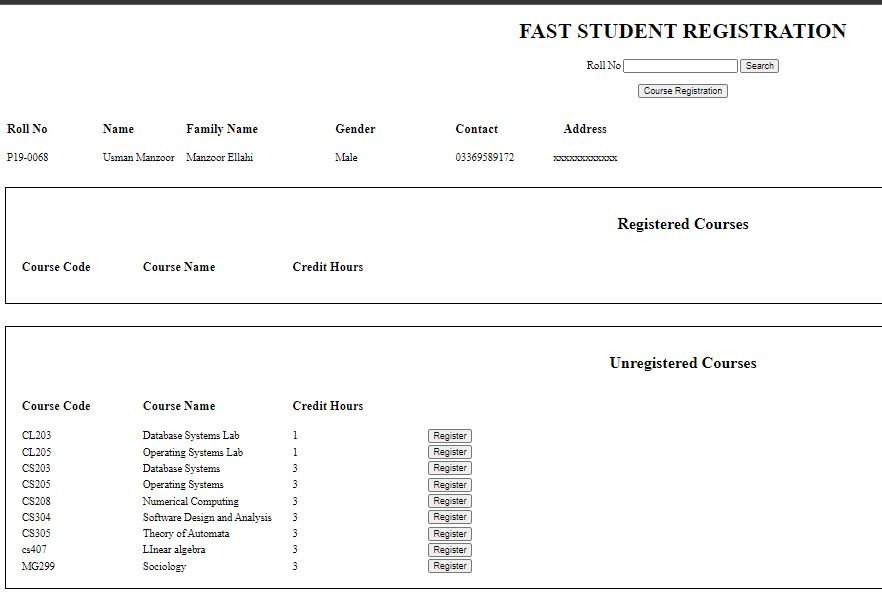 FAST STUDENT REGISTRATION
Roll No Search
Course Registration
Roll No Name Family Name Gender Contact Address
P19-0068 Usman Manzoor Manzoor Ellahi Male 03369589172 xxxxxxxxxxxx
Registered Courses
Course Code Course Name Credit Hours
Unregistered Courses
Course Code Course Name Credit Hours
CL203 Database Systems Lab 1 Register
CL205 Operating Systems Lab 1 Register
CS203 Database Systems 3 Register
CS205 Operating Systems 3 Register
CS208 Numerical Computing 3 Register
CS304 Software Design and Analysis 3 Register
CS305 Theory of Automata 3 Register
cs407 LInear algebra 3 Register
MG299 Sociology 3 Register